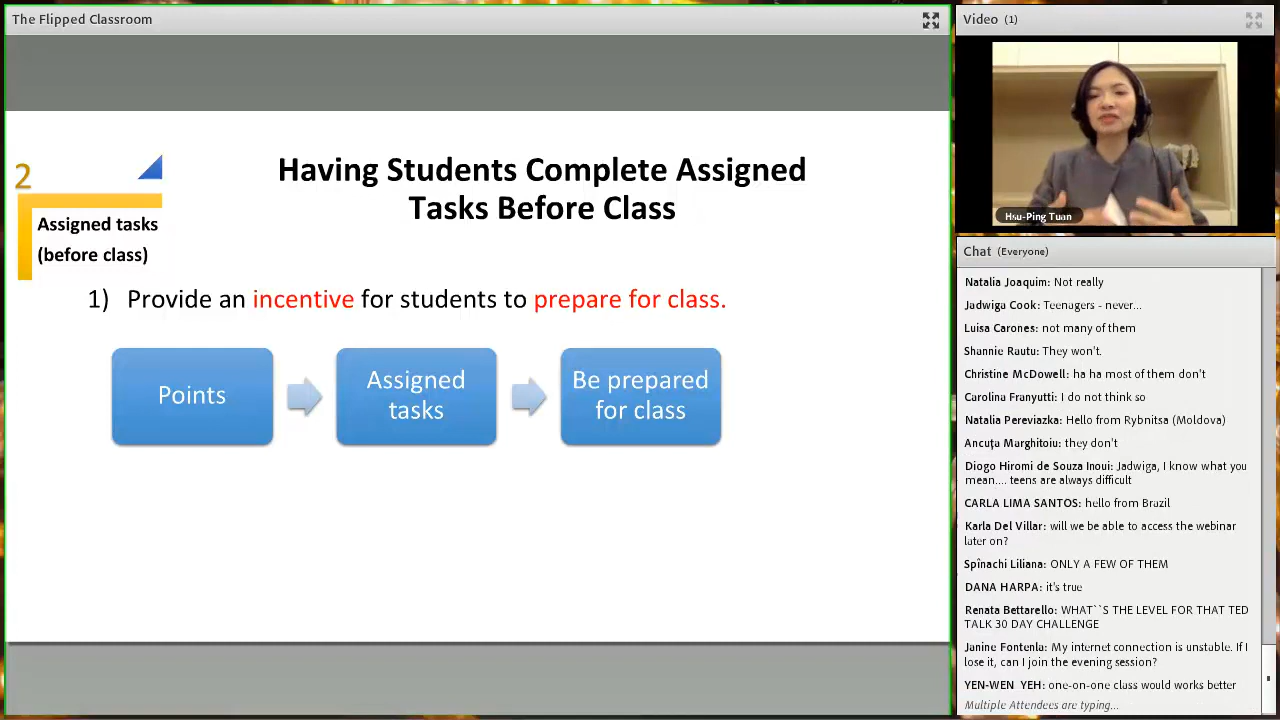 The Flipped Classroom
2
Assigned tasks
(before class)
Having Students Complete Assigned
Tasks Before Class
1) Provide an incentive for students to prepare for class.
Points
Assigned
tasks
Be prepared
for class
Video (1)
Hsu-Ping Tuan
Chat (Everyone)
Natalia Joaquim: Not really
Jadwiga Cook: Teenagers - never...
Luisa Carones: not many of them
Shannie Rautu: They won't.
Christine McDowell: ha ha most of them don't
Carolina Franyutti: I do not think so
Natalia Pereviazka: Hello from Rybnitsa (Moldova)
Ancuţa Marghitoiu: they don't
Diogo Hiromi de Souza Inoui: Jadwiga, I know what you
mean.... teens are always difficult
CARLA LIMA SANTOS: hello from Brazil
Karla Del Villar: will we be able to access the webinar
later on?
Spînachi Liliana: ONLY A FEW OF THEM
DANA HARPA: it's true
Renata Bettarello: WHAT``S THE LEVEL FOR THAT TED
TALK 30 DAY CHALLENGE
Janine Fontenla: My internet connection is unstable. If I
lose it, can I join the evening session?
YEN-WEN YEH: one-on-one class would works better
Multiple Attendees are typing...